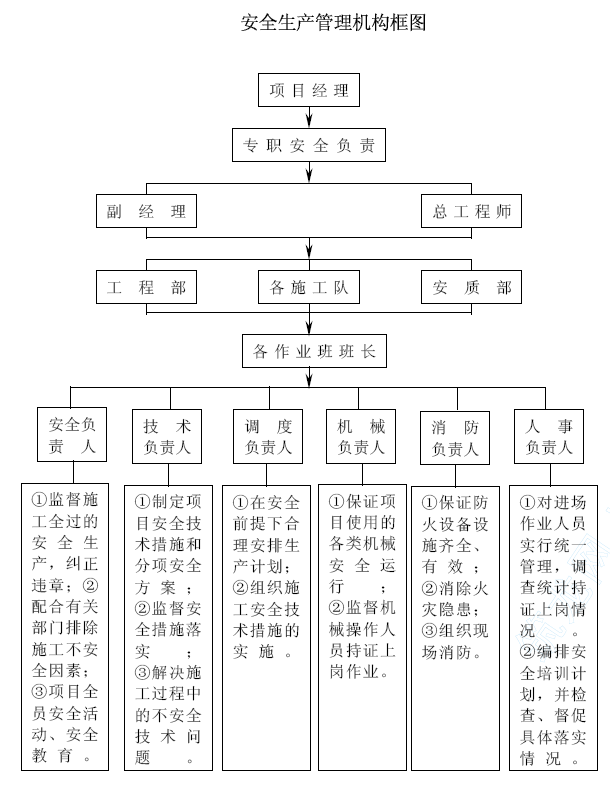 安全生产管理机构框图
项目经理
专职安全负责
副经理
总工程师
工程部
各施工队
安质部
各作业班班长
安全负
责人
技术
负责人
调度
负责人
机械
负责人
消防
负责人
人事
负责人
①监督施
工全过的
安全生
产，纠正
违章；②
配合有关
部门排除
施工不安
全因素；
③项目全
员安全活
动、安全
教育。
①制定项
目安全技
术措施和
分项安全
方案；
②监督安
全措施落
实；
③解决施
工过程中
的不安全
技术问
题。
①在安全
前提下合
理安排生
产计划；
②组织施
工安全技
术措施的
实施。
①保证项
目使用的
各类机械
安全运
行；
②监督机
械操作人
员持证上
岗作业。
①保证防
火设备设
施齐全、
有效；
②消除火
灾隐患；
③组织现
场消防。
①对进场
作业人员
实行统一
管理，调
查统计持
证上岗情
况。
②编排安
全培训计
划，并检
查、督促
具体落实
情况。